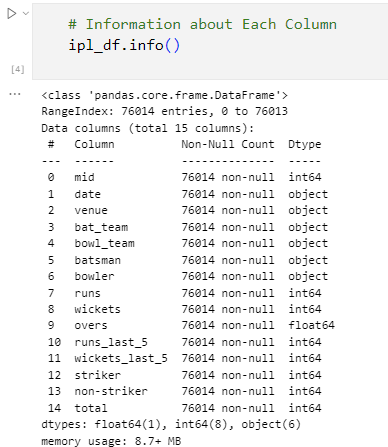 # Information about Each Column
ipl_df.info()
[4]
...
<class 'pandas.core.frame.DataFrame'>
RangeIndex: 76014 entries, 0 to 76013
Data columns (total 15 columns):
 #   Column          Non-Null Count  Dtype
---  ------          --------------  -----
 0   mid             76014 non-null  int64
 1   date            76014 non-null  object
 2   venue           76014 non-null  object
 3   bat_team        76014 non-null  object
 4   bowl_team       76014 non-null  object
 5   batsman         76014 non-null  object
 6   bowler          76014 non-null  object
 7   runs            76014 non-null  int64
 8   wickets         76014 non-null  int64
 9   overs           76014 non-null  float64
 10  runs_last_5     76014 non-null  int64
 11  wickets_last_5  76014 non-null  int64
 12  striker         76014 non-null  int64
 13  non-striker     76014 non-null  int64
 14  total           76014 non-null  int64
dtypes: float64(1), int64(8), object(6)
memory usage: 8.7+ MB